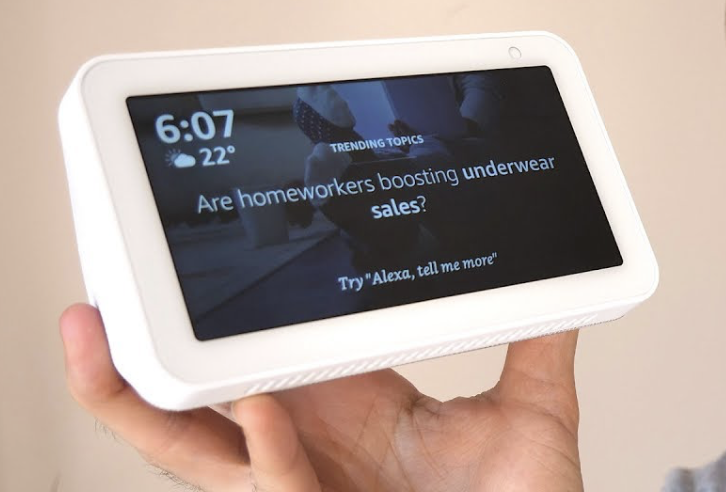 6:07
22°
TRENDING TOPICS
Are homeworkers boosting underwear
sales?
Try "Alexa, tell me more"